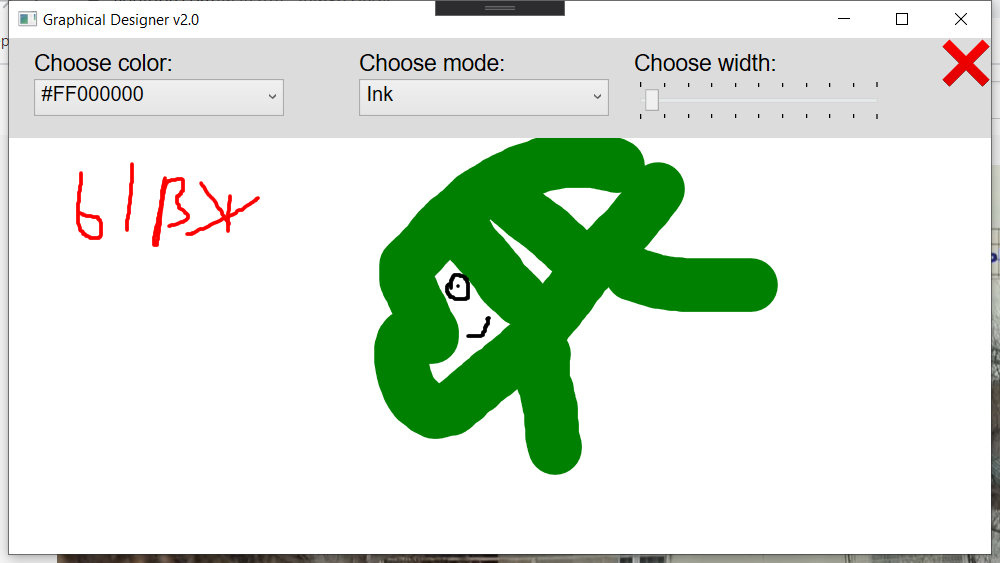 Graphical Designer v2.0
Choose color: Choose mode: Choose width:
#FF000000 Ink